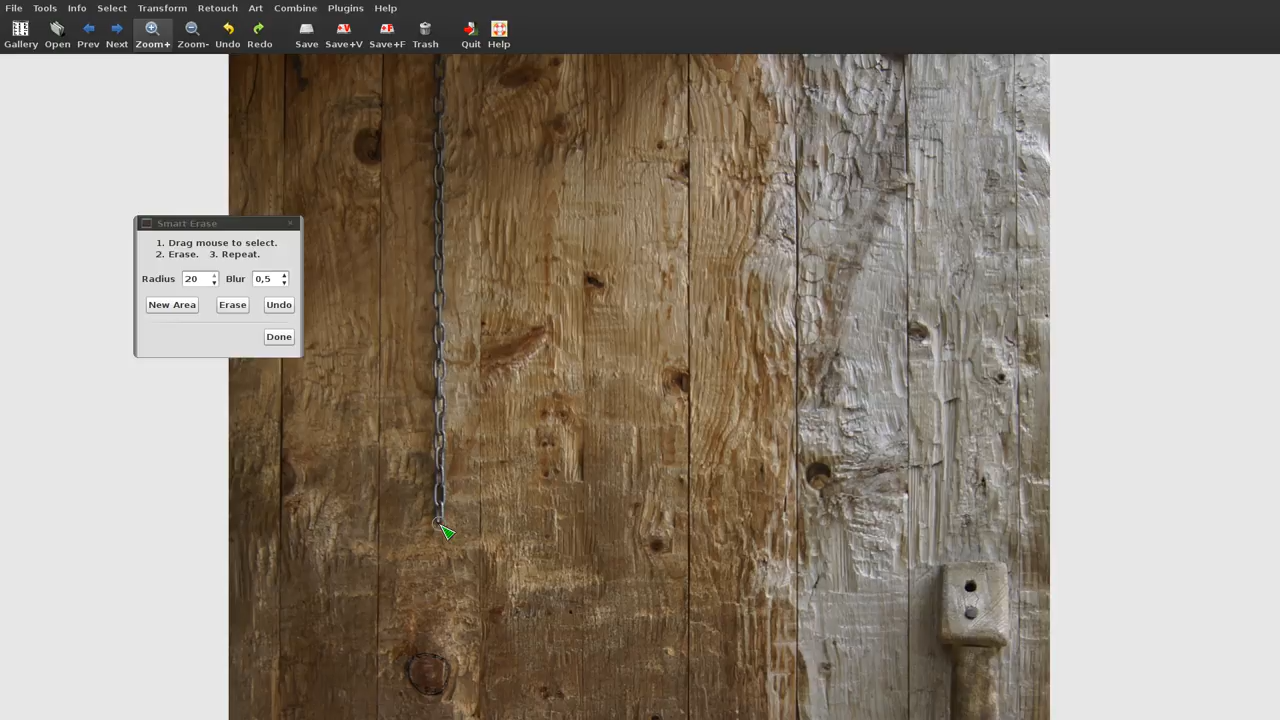 File Tools Info Select Transform Retouch Art Combine Plugins Help
Gallery Open Prev Next Zoom+ Zoom- Undo Redo Save Save+V Save+F Trash Quit Help
Smart Erase
1. Drag mouse to select.
2. Erase. 3. Repeat.
Radius 20 Blur 0,5
New Area Erase Undo
Done